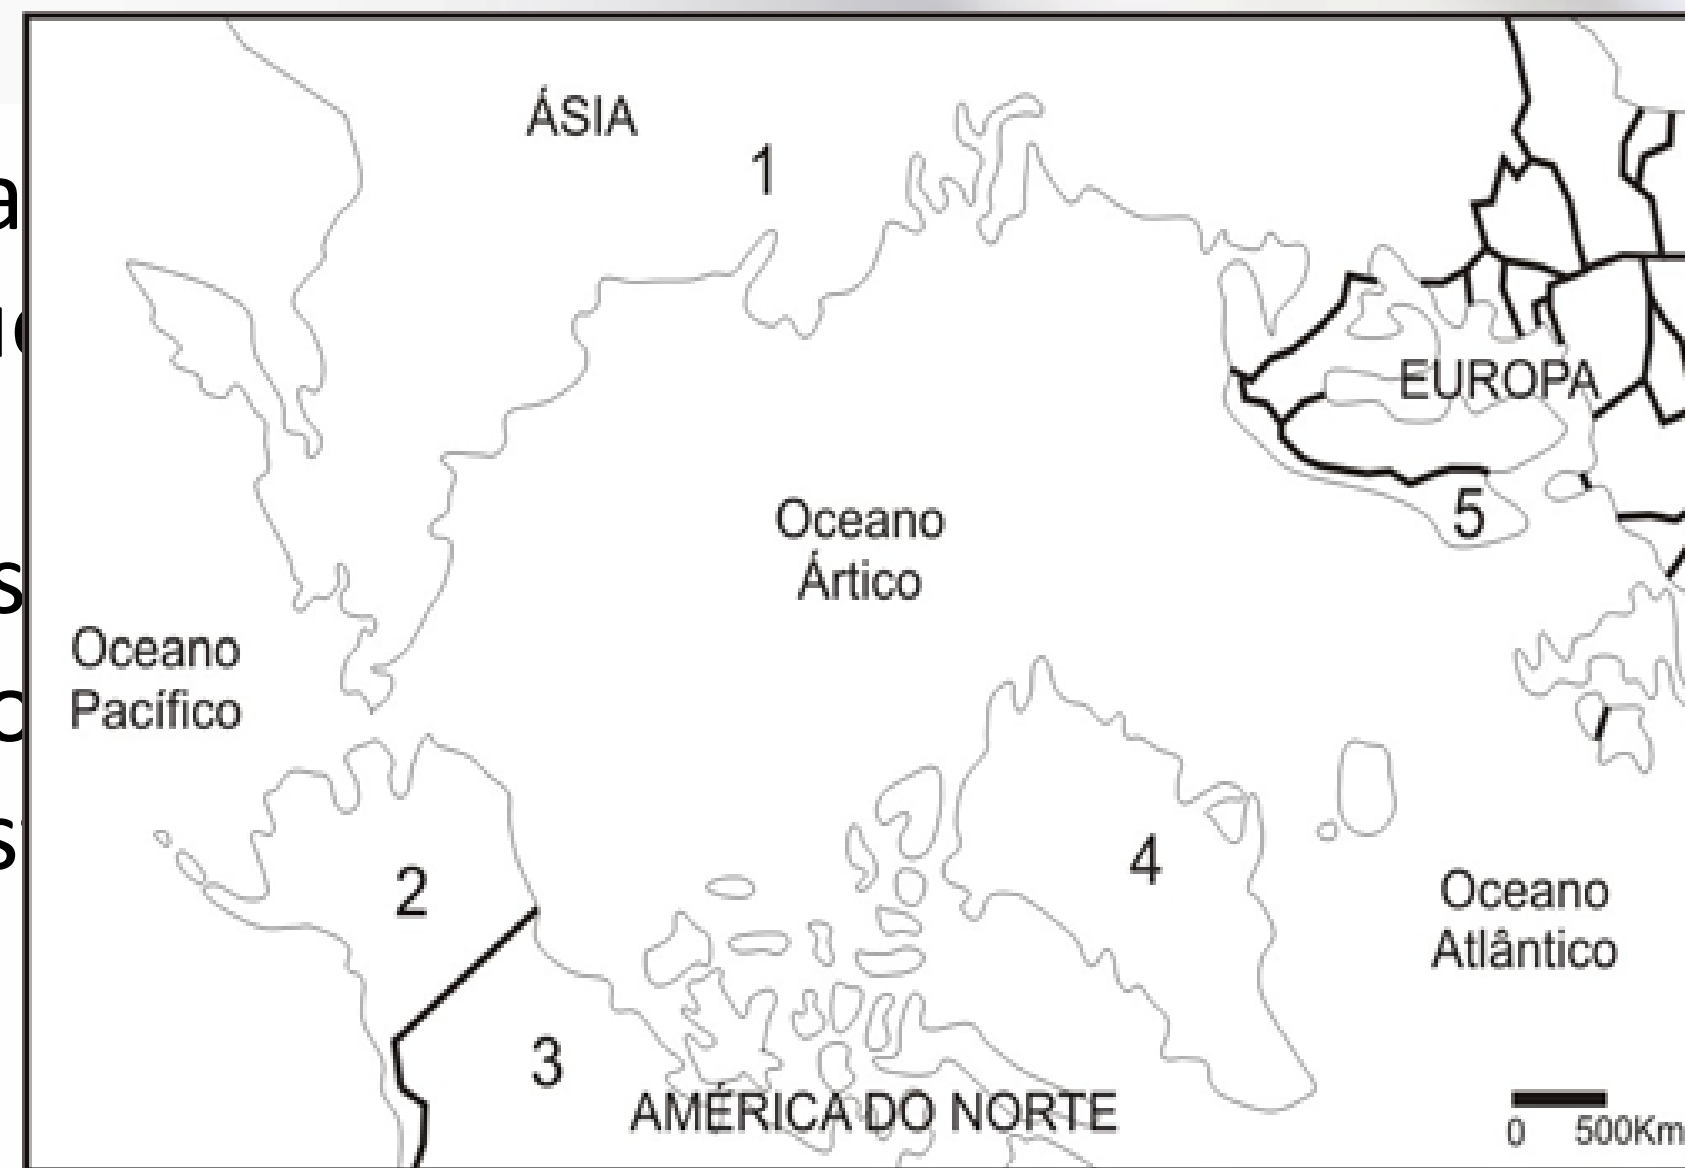 ÁSIA
1
EUROPA
5
Oceano
Ártico
Oceano
Pacífico
4
2
Oceano
Atlântico
3
AMÉRICA DO NORTE
0 500Km